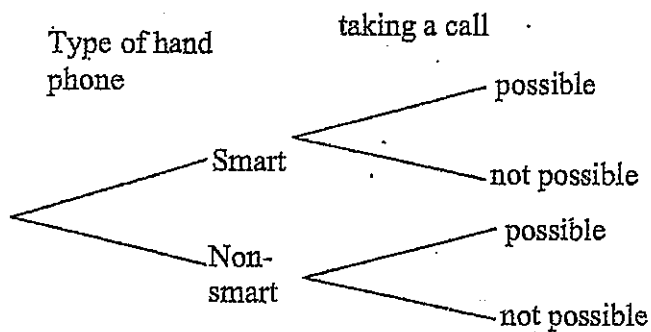 taking a call
Type of hand
phone
possible
Smart
not possible
possible
Non-
smart
not possible